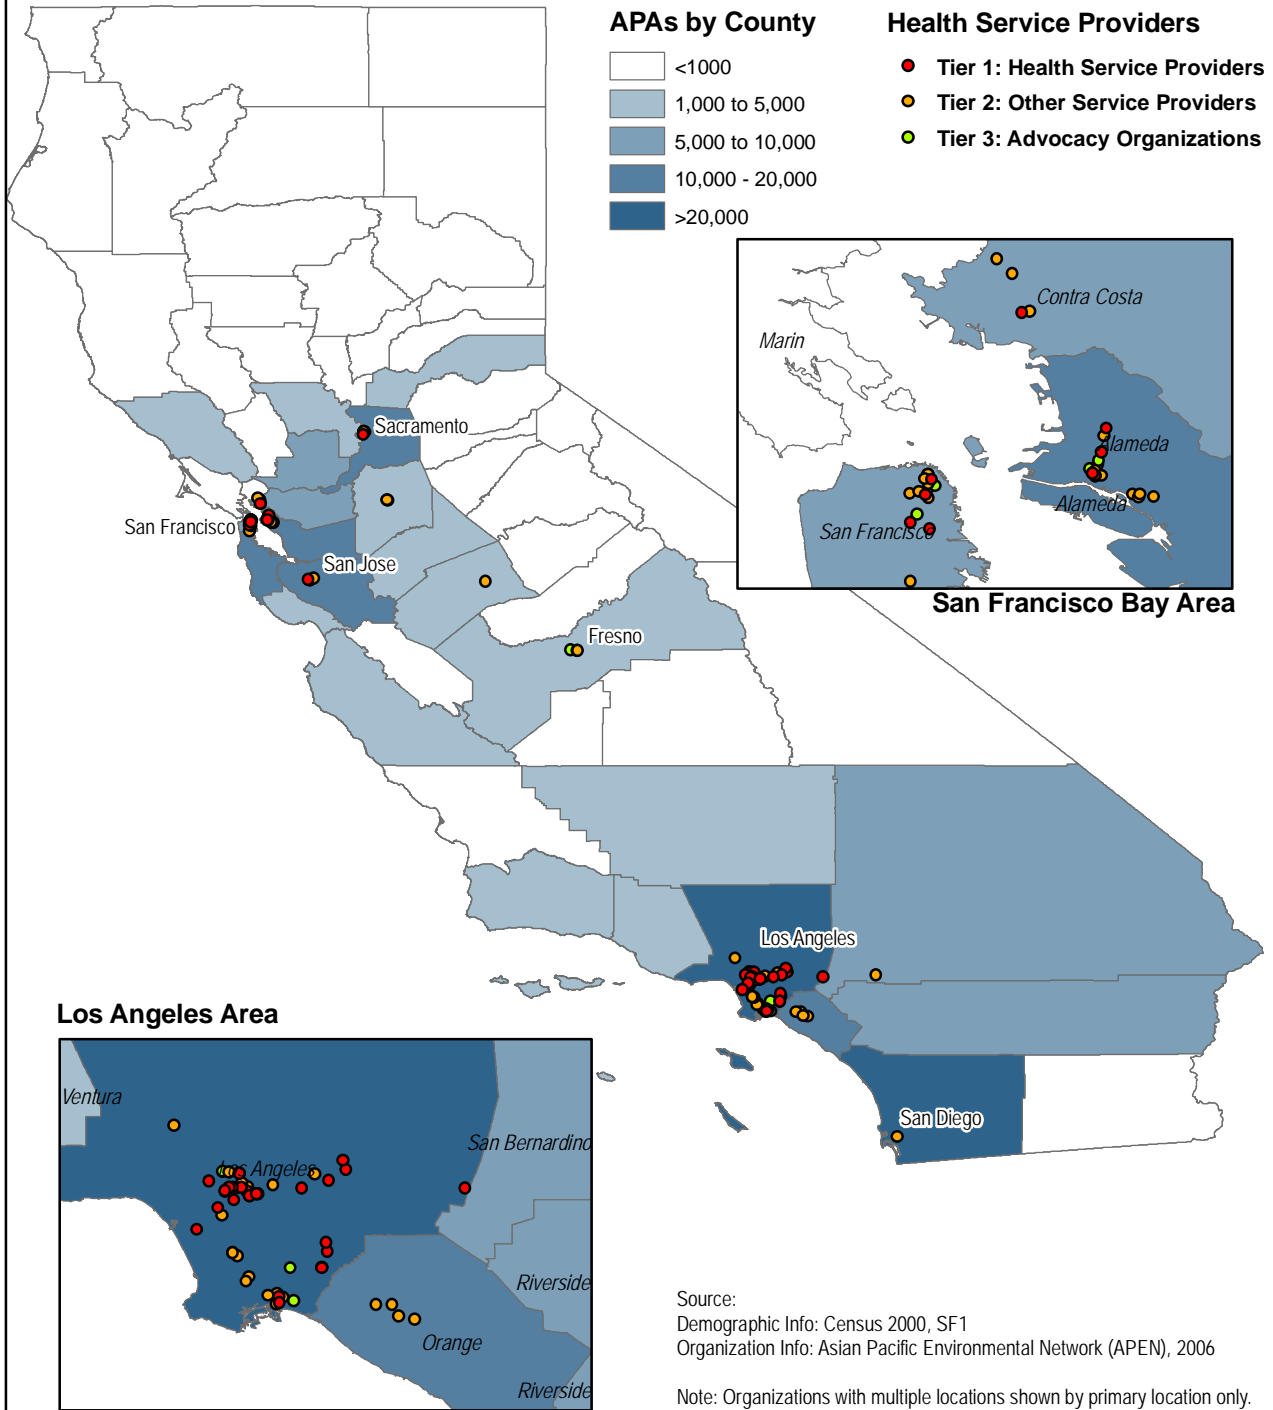 APAs by County
<1000
1,000 to 5,000
5,000 to 10,000
10,000 - 20,000
>20,000
Health Service Providers
Tier 1: Health Service Providers
Tier 2: Other Service Providers
Tier 3: Advocacy Organizations
Contra Costa
Marin
Alameda
Alameda
San Francisco
San Francisco Bay Area
Sacramento
San Francisco
San Jose
Fresno
Los Angeles
San Diego
Los Angeles Area
Ventura
San Bernardino
Los Angeles
Riverside
Orange
Riverside
Source:
Demographic Info: Census 2000, SF1
Organization Info: Asian Pacific Environmental Network (APEN), 2006
Note: Organizations with multiple locations shown by primary location only.